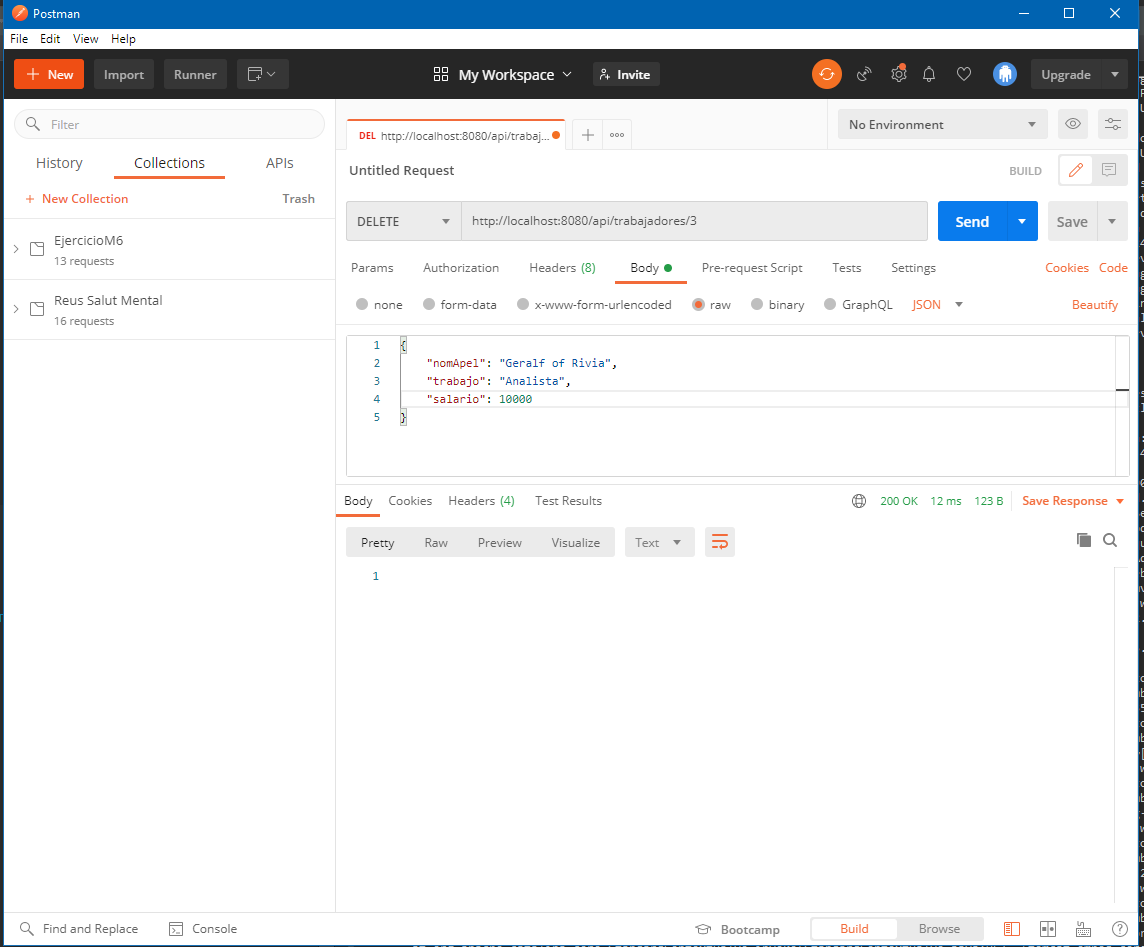 Postman
File Edit View Help
+ New Import Runner My Workspace Invite Upgrade
Filter
History Collections APIs
+ New Collection Trash
EjercicioM6
13 requests
Reus Salut Mental
16 requests
DEL http://localhost:8080/api/trabaj...
No Environment
Untitled Request BUILD
DELETE http://localhost:8080/api/trabajadores/3 Send Save
Params Authorization Headers (8) Body Pre-request Script Tests Settings Cookies Code
none form-data x-www-form-urlencoded raw binary GraphQL JSON Beautify
1 {
2 "nomApel": "Geralf of Rivia",
3 "trabajo": "Analista",
4 "salario": 10000
5 }
Body Cookies Headers (4) Test Results 200 OK 12 ms 123 B Save Response
Pretty Raw Preview Visualize Text
1
Find and Replace Console Bootcamp Build Browse